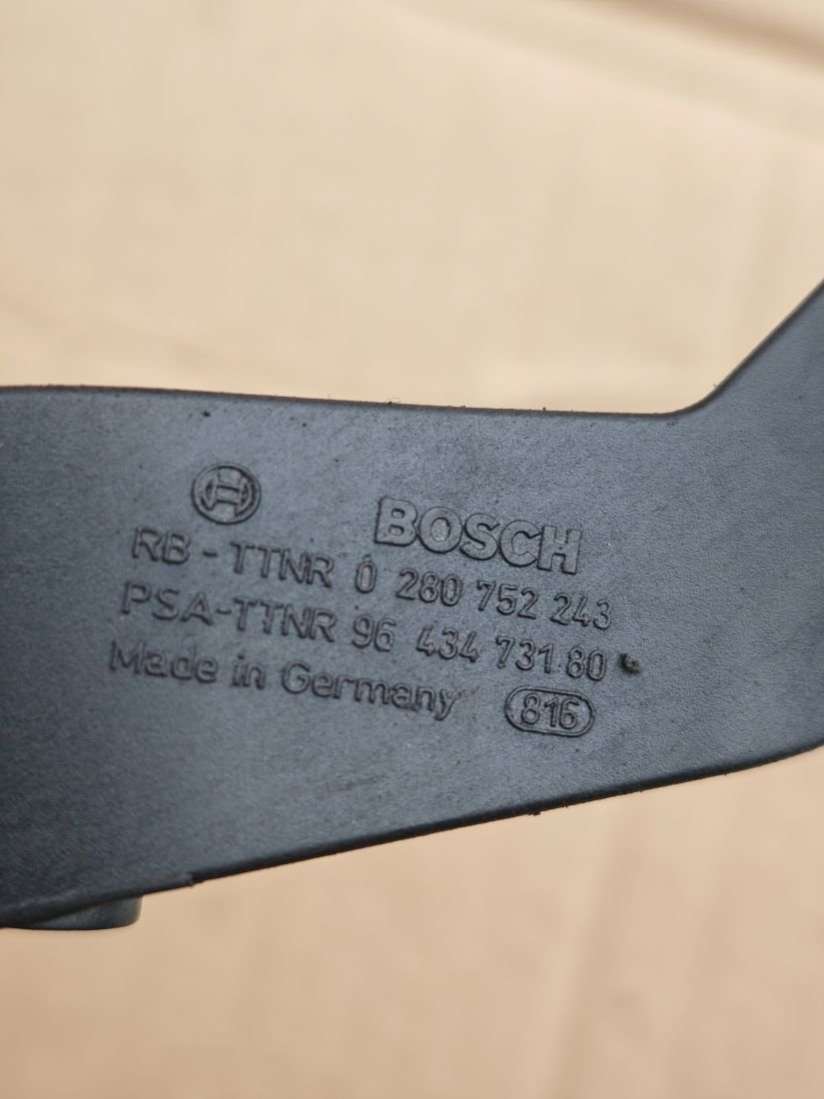 BOSCH
RB - TTNR 0 280 752 243
PSA-TTNR 96 434 731 80
Made in Germany 816